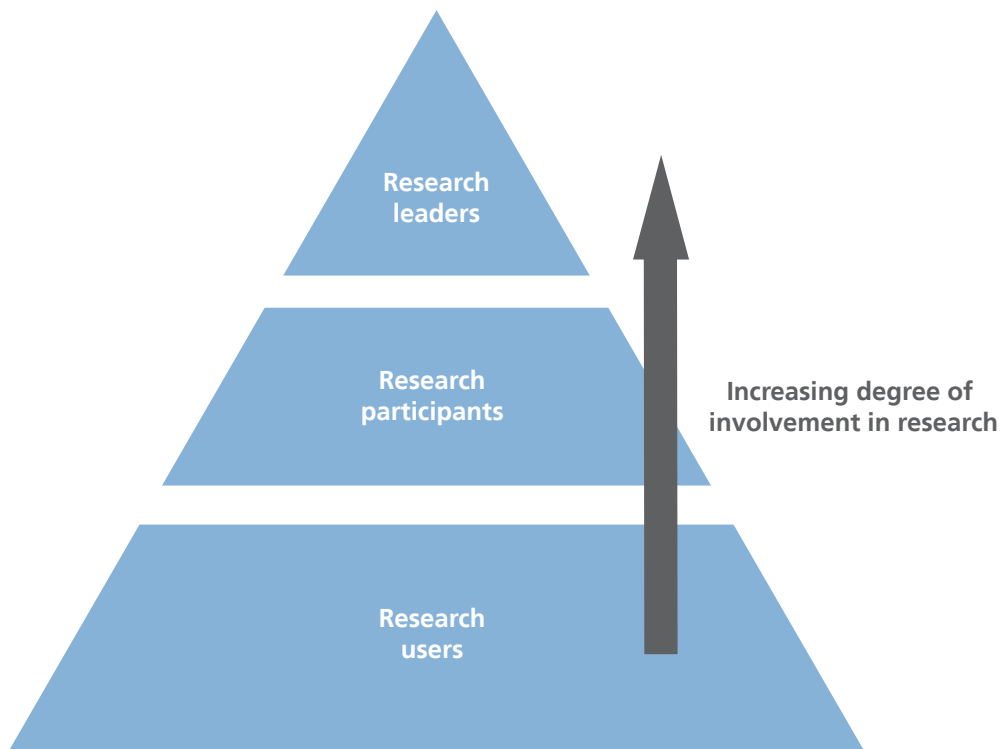 Research
leaders
Research
participants
Increasing degree of
involvement in research
Research
users